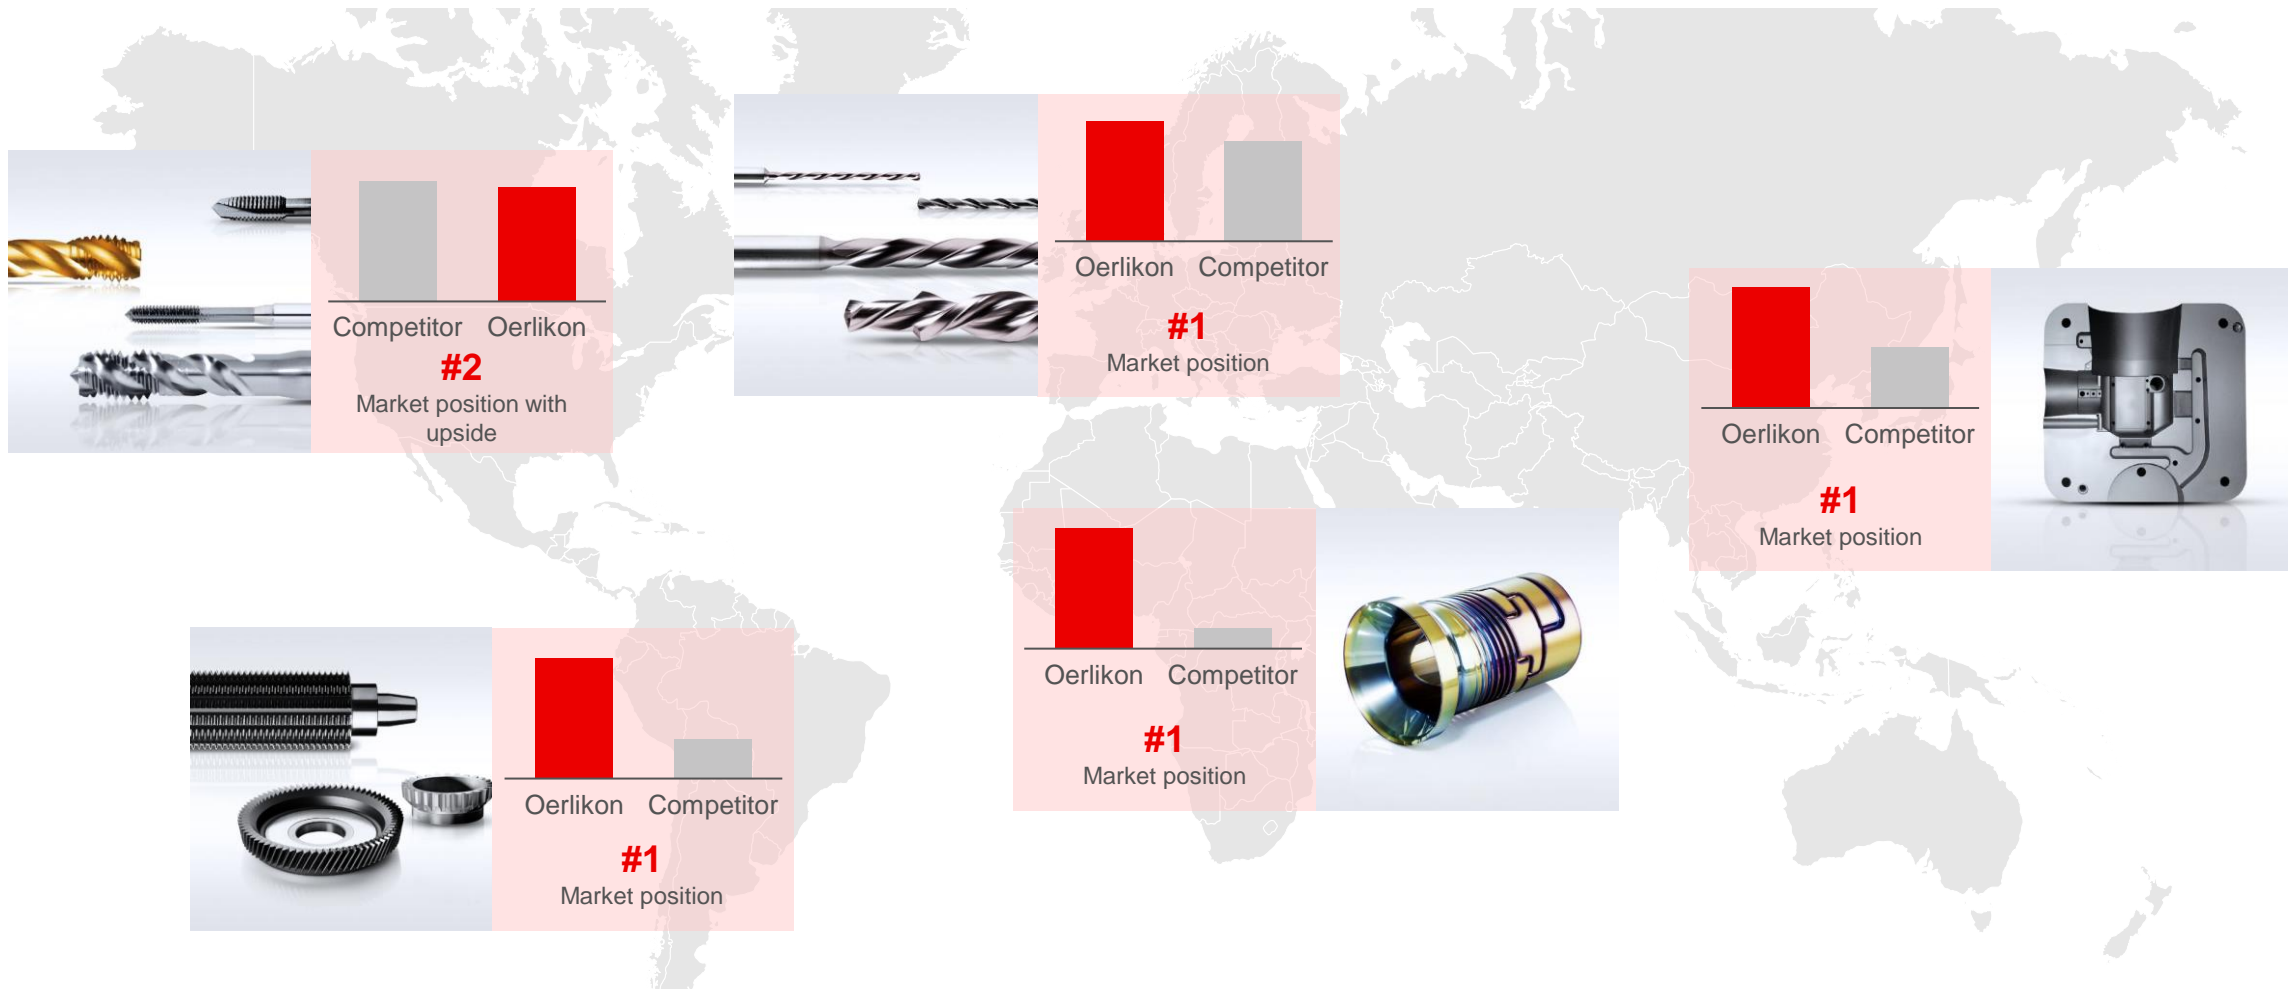 Competitor Oerlikon
#2
Market position with
upside
Oerlikon Competitor
#1
Market position
Oerlikon Competitor
#1
Market position
Oerlikon Competitor
#1
Market position
Oerlikon Competitor
#1
Market position